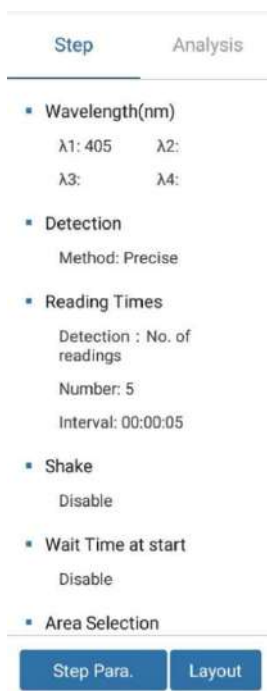 Step Analysis
Wavelength(nm)
λ1: 405 λ2:
λ3: λ4:
Detection
Method: Precise
Reading Times
Detection : No. of
readings
Number: 5
Interval: 00:00:05
Shake
Disable
Wait Time at start
Disable
Area Selection
Step Para. Layout